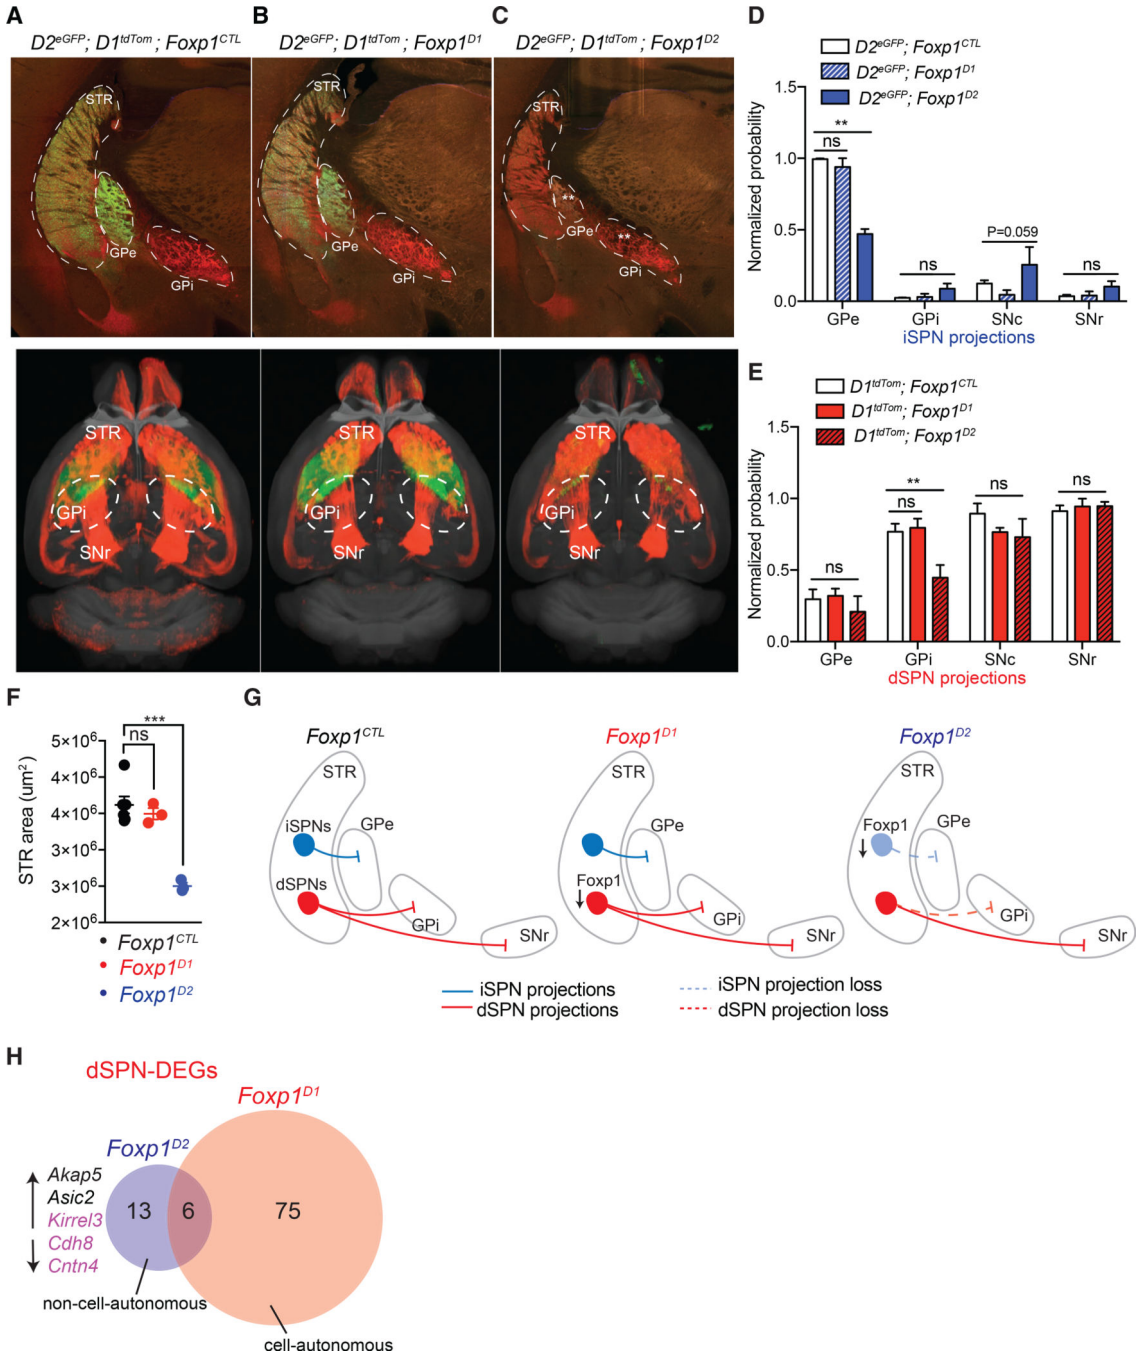 A
B
C
D
D2eGFP; D1tdTom; Foxp1CTL
D2eGFP; D1tdTom; Foxp1D1
D2eGFP; D1tdTom; Foxp1D2
STR
GPe
GPi
STR
GPe
GPi
STR
**
GPe
**
GPi
STR
GPi
SNr
STR
GPi
SNr
STR
GPi
SNr
D2eGFP; Foxp1CTL
D2eGFP; Foxp1D1
D2eGFP; Foxp1D2
Normalized probability
1.5
1.0
0.5
0.0
**
ns
ns
P=0.059
ns
GPe GPi SNc SNr
iSPN projections
E
D1tdTom; Foxp1CTL
D1tdTom; Foxp1D1
D1tdTom; Foxp1D2
Normalized probability
1.5
1.0
0.5
0.0
ns
**
ns
ns
ns
GPe GPi SNc SNr
dSPN projections
F
***
ns
STR area (um2)
5×106
4×106
4×106
3×106
3×106
2×106
Foxp1CTL
Foxp1D1
Foxp1D2
G
Foxp1CTL
STR
GPe
iSPNs
dSPNs
GPi
SNr
Foxp1D1
STR
GPe
Foxp1
GPi
SNr
Foxp1D2
STR
GPe
Foxp1
GPi
SNr
iSPN projections
dSPN projections
iSPN projection loss
dSPN projection loss
H
dSPN-DEGs
Foxp1D1
Foxp1D2
Akap5
Asic2
Kirrel3
Cdh8
Cntn4
13 6 75
non-cell-autonomous
cell-autonomous